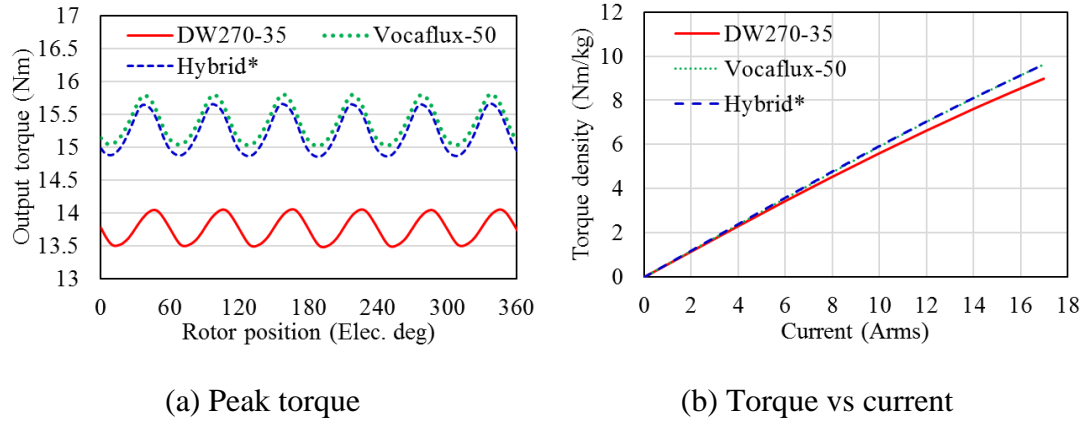 17
16.5
16
15.5
15
14.5
14
13.5
13
Output torque (Nm)
DW270-35
Vocaflux-50
Hybrid*
0 60 120 180 240 300 360
Rotor position (Elec. deg)
(a) Peak torque
12
10
8
6
4
2
0
Torque density (Nm/kg)
DW270-35
Vocaflux-50
Hybrid*
0 2 4 6 8 10 12 14 16 18
Current (Arms)
(b) Torque vs current